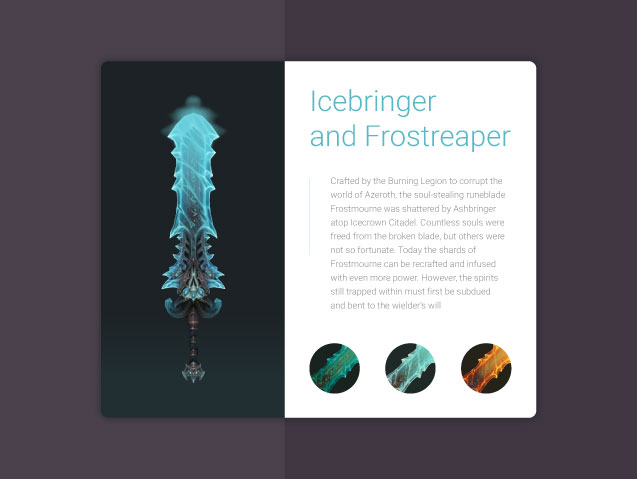 Icebringer
and Frostreaper
Crafted by the Burning Legion to corrupt the
world of Azeroth, the soul-stealing runeblade
Frostmourne was shattered by Ashbringer
atop Icecrown Citadel. Countless souls were
freed from the broken blade, but others were
not so fortunate. Today the shards of
Frostmourne can be recrafted and infused
with even more power. However, the spirits
still trapped within must first be subdued
and bent to the wielder's will